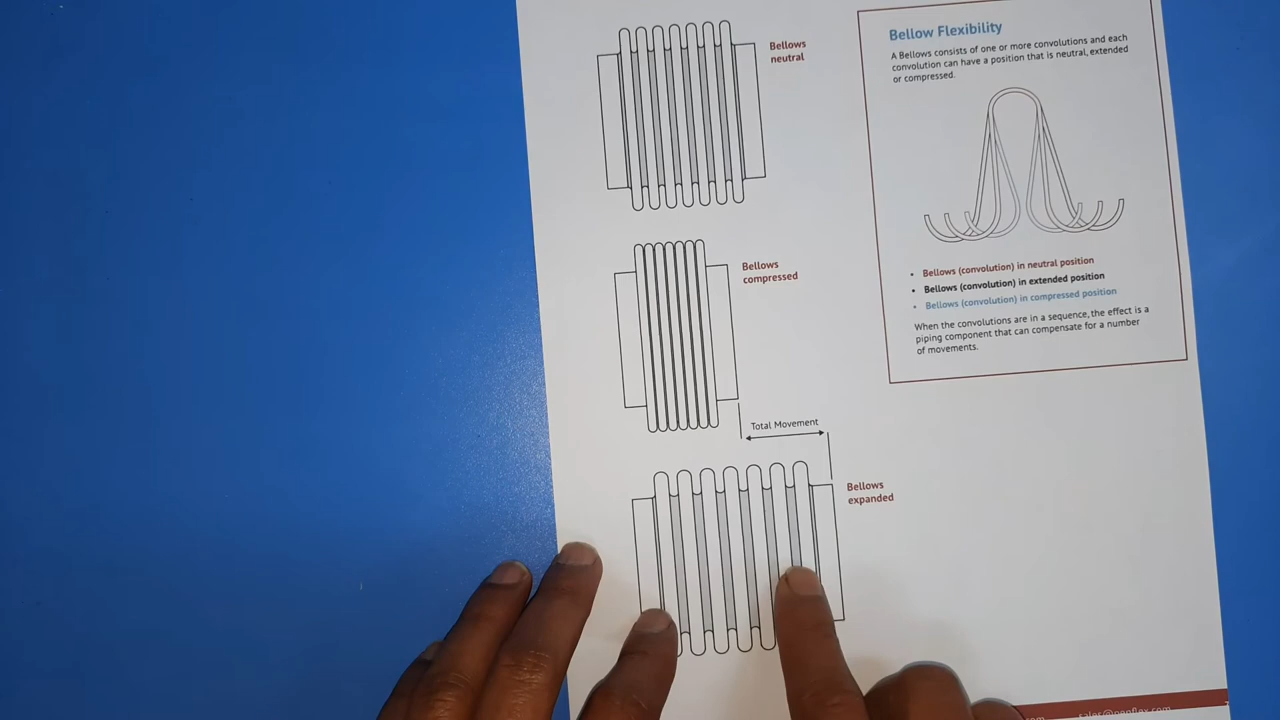 Bellows
neutral
Bellows
compressed
Total Movement
Bellows
expanded
Bellow Flexibility
A Bellows consists of one or more convolutions and each
convolution can have a position that is neutral, extended
or compressed.
• Bellows (convolution) in neutral position
• Bellows (convolution) in extended position
• Bellows (convolution) in compressed position
When the convolutions are in a sequence, the effect is a
piping component that can compensate for a number
of movements.